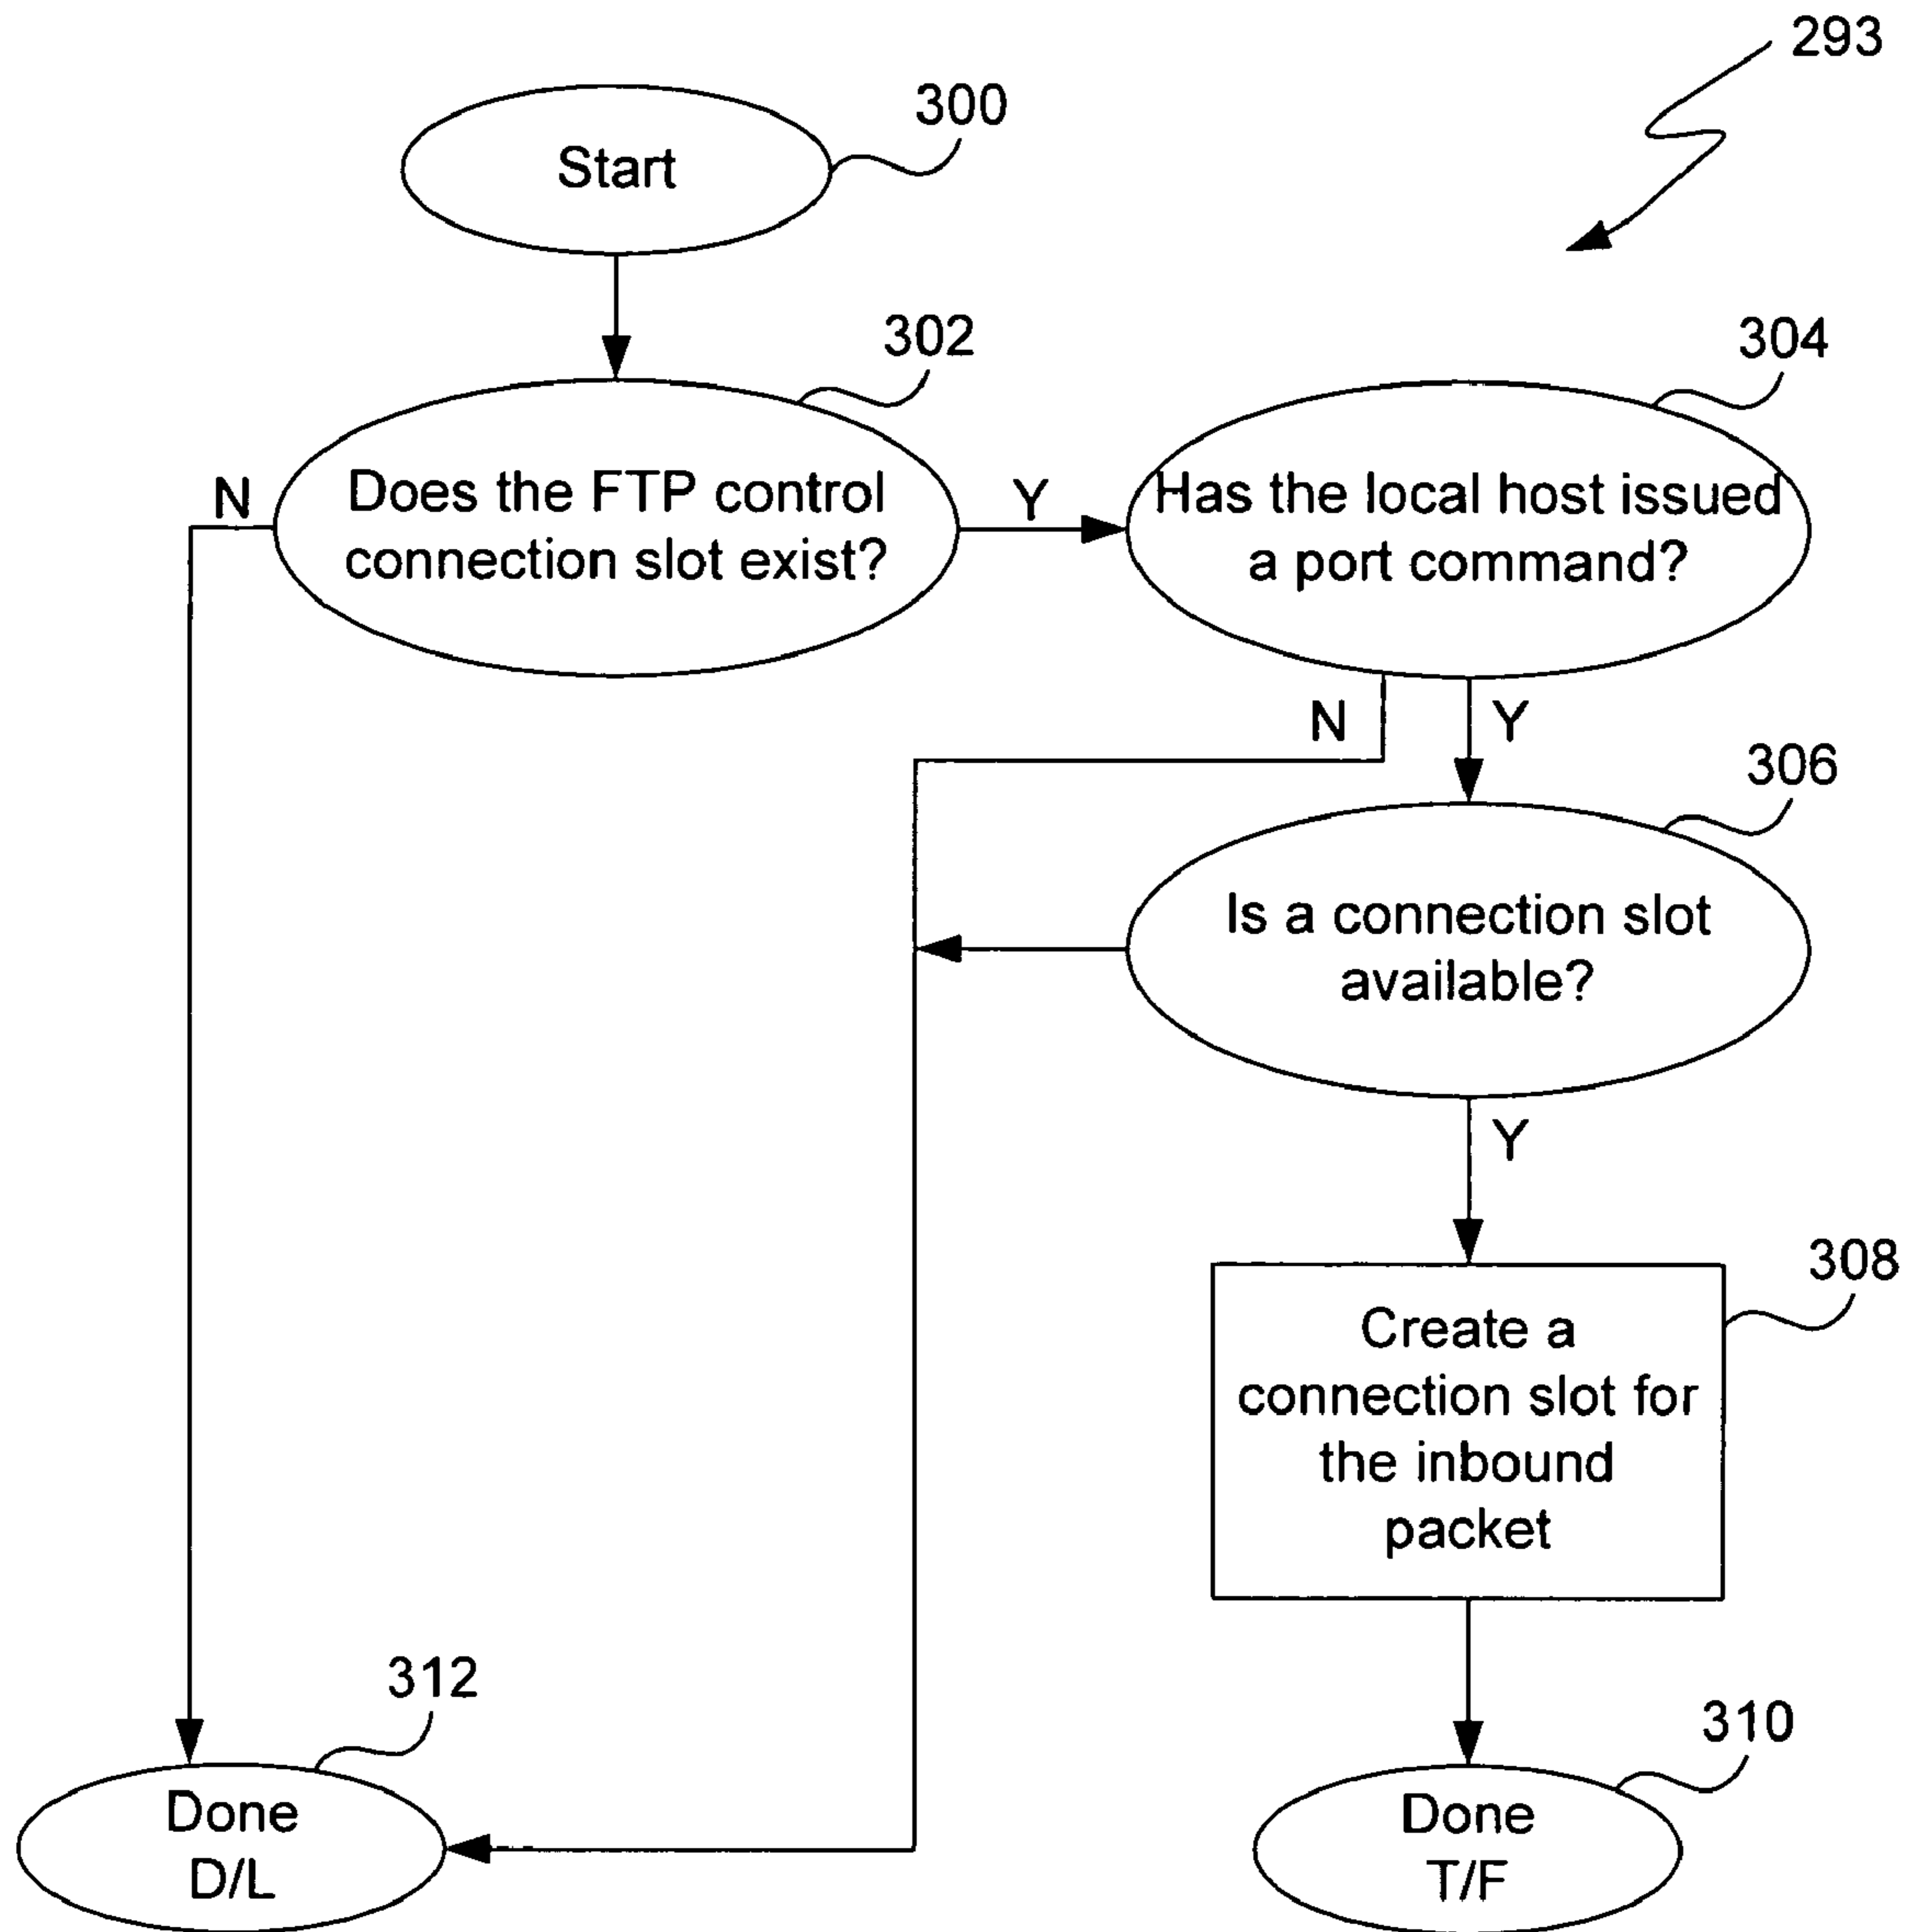 293
300
Start
302
304
N
Does the FTP control
connection slot exist?
Y
Has the local host issued
a port command?
N
Y
306
Is a connection slot
available?
Y
308
Create a
connection slot for
the inbound
packet
312
310
Done
D/L
Done
T/F